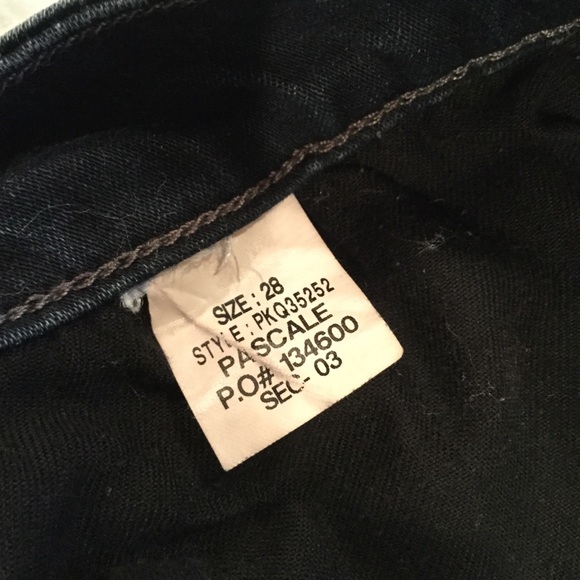 SIZE: 28
STYLE: PKQ35252
PASCALE
P.O# 134600
SEC- 03